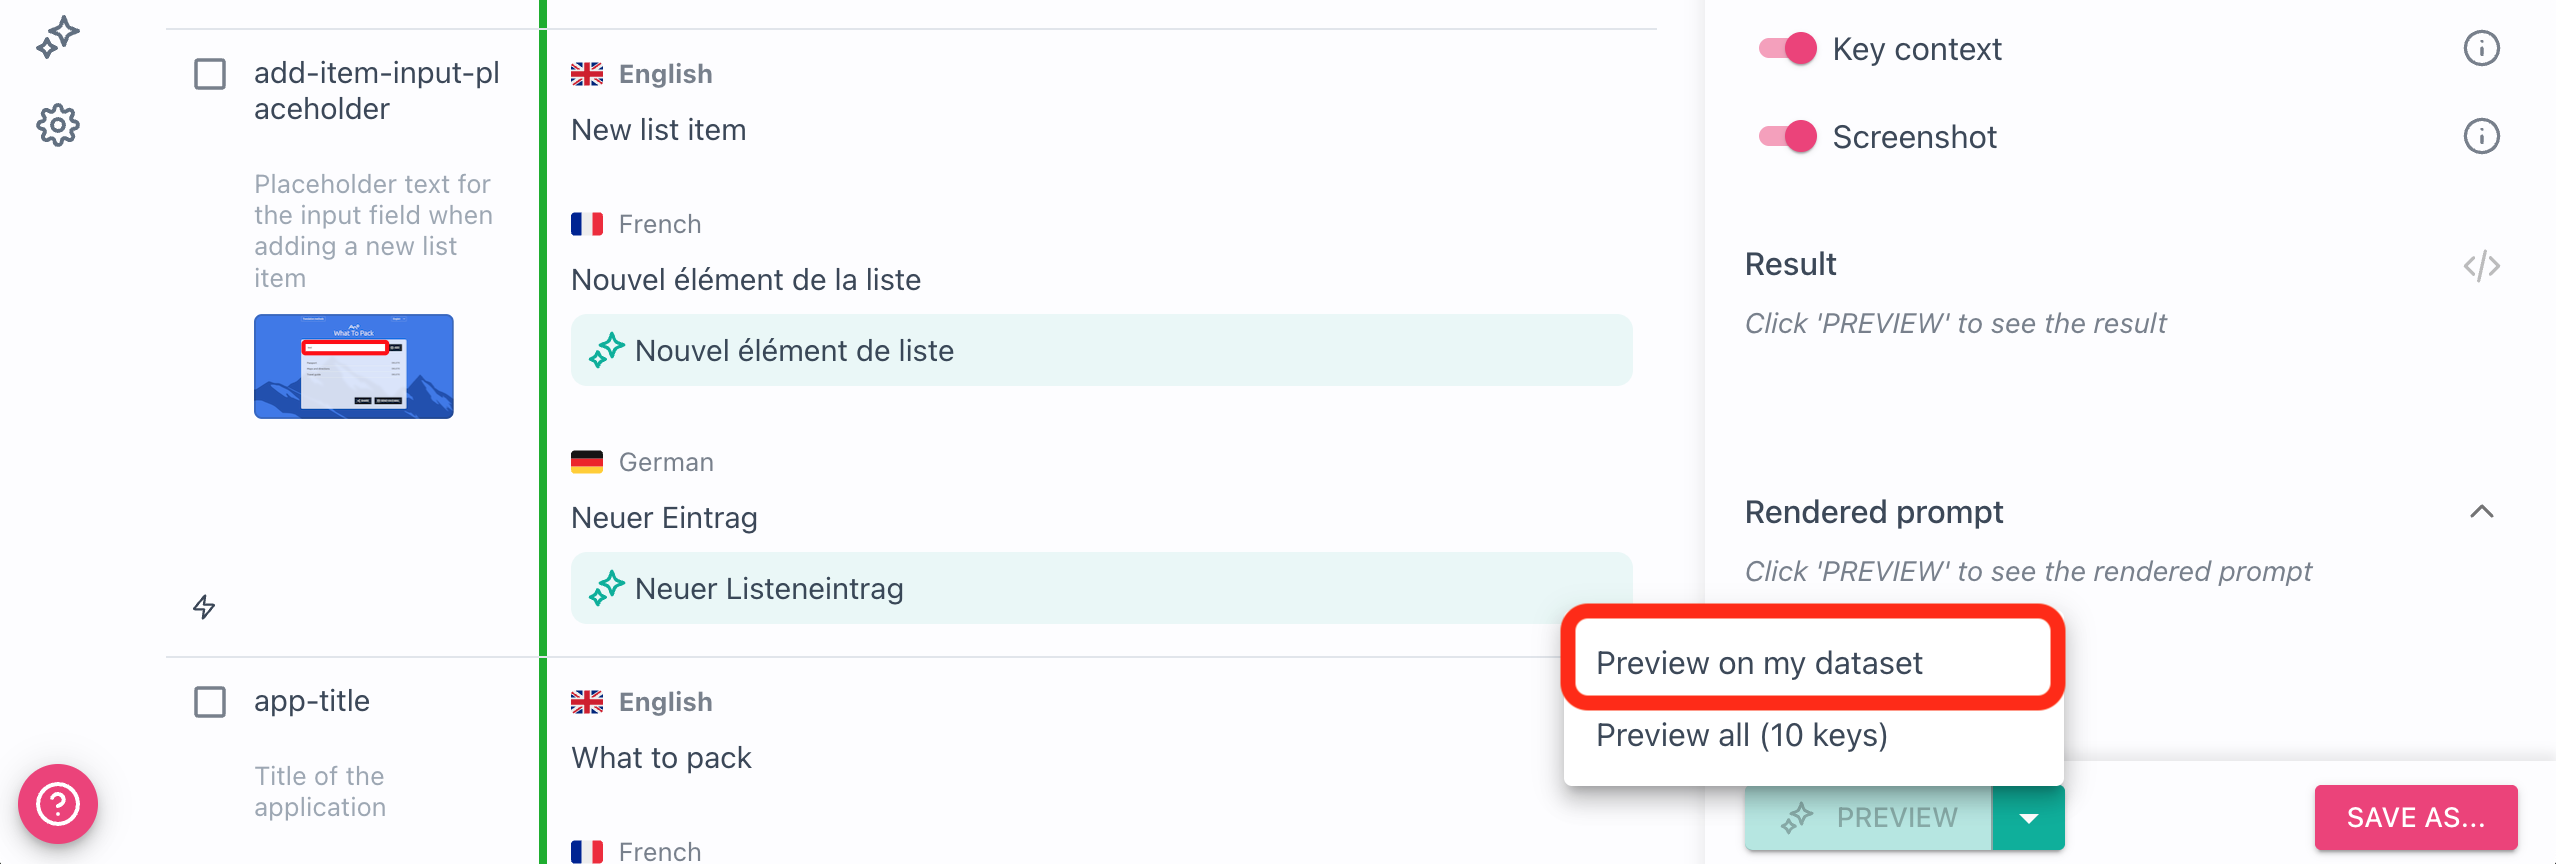 add-item-input-pl
aceholder
Placeholder text for
the input field when
adding a new list
item
What To Pack
English
New list item
French
Nouvel élément de la liste
Nouvel élément de liste
German
Neuer Eintrag
Neuer Listeneintrag
app-title
Title of the
application
English
What to pack
French
Key context
Screenshot
Result
Click 'PREVIEW' to see the result
Rendered prompt
Click 'PREVIEW' to see the rendered prompt
Preview on my dataset
Preview all (10 keys)
PREVIEW
SAVE AS...